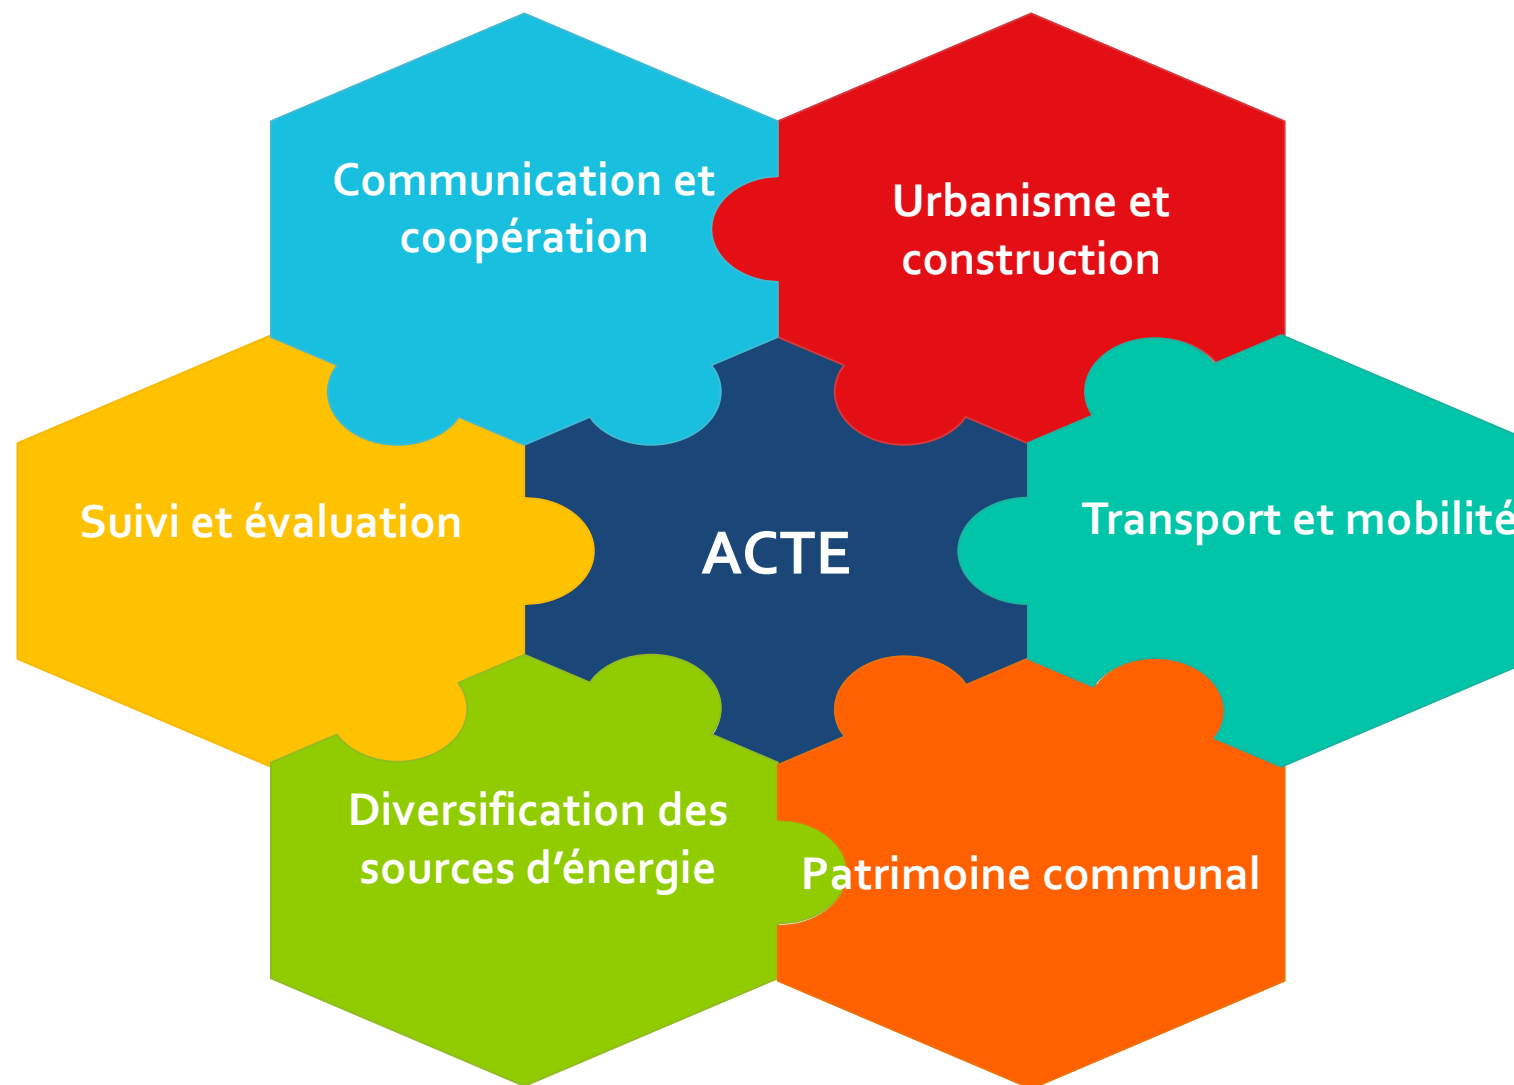 Communication et
coopération
Urbanisme et
construction
Suivi et évaluation
ACTE
Transport et mobilité
Diversification des
sources d’énergie
Patrimoine communal